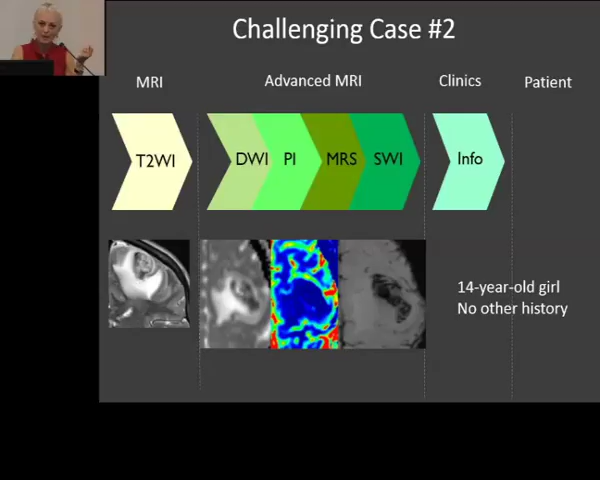 Challenging Case #2
MRI
Advanced MRI
Clinics
Patient
T2WI
DWI
PI
MRS
SWI
Info
14-year-old girl
No other history